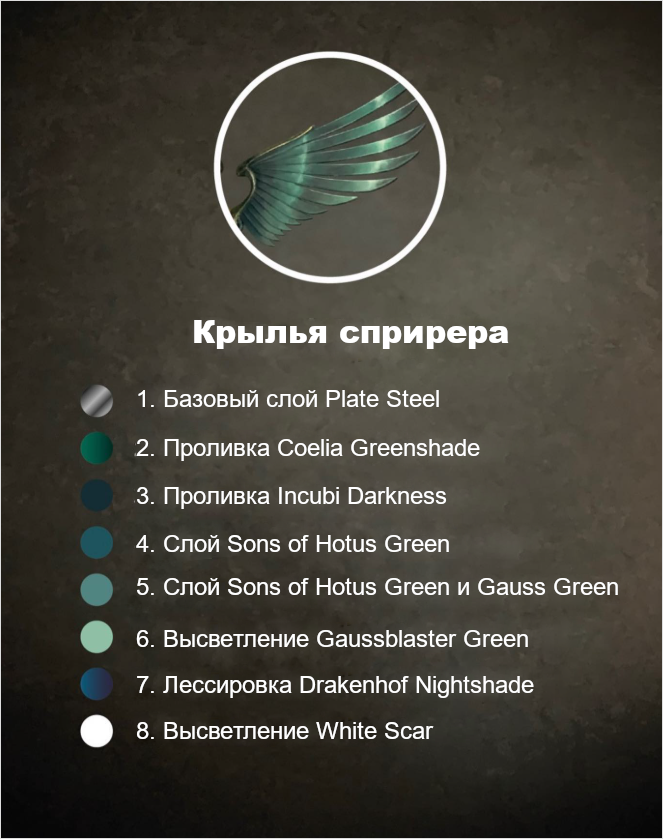 Крылья сприрера
1. Базовый слой Plate Steel
2. Проливка Coelia Greenshade
3. Проливка Incubi Darkness
4. Слой Sons of Hotus Green
5. Слой Sons of Hotus Green и Gauss Green
6. Высветление Gaussblaster Green
7. Лессировка Drakenhof Nightshade
8. Высветление White Scar